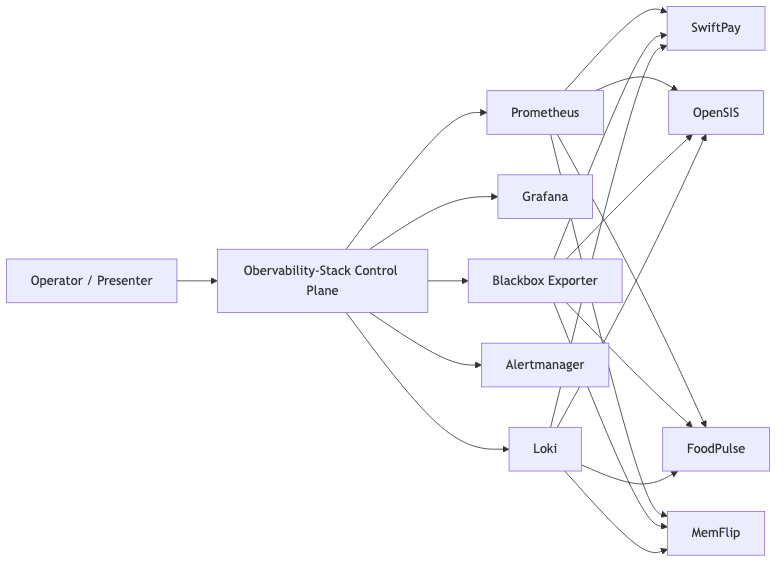 Operator / Presenter
Obervability-Stack Control
Plane
Prometheus
Grafana
Blackbox Exporter
Alertmanager
Loki
SwiftPay
OpenSIS
FoodPulse
MemFlip